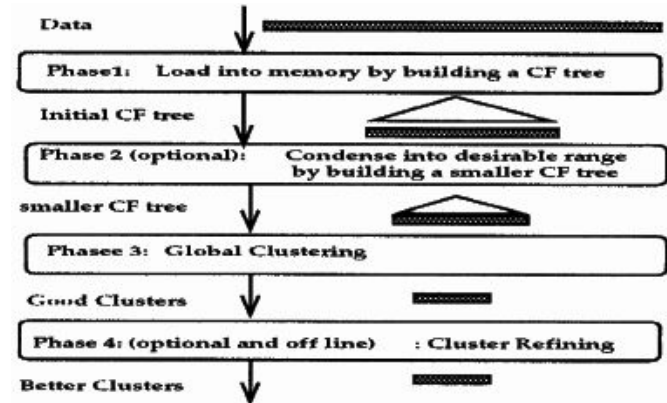 Data
Phase1: Load into memory by building a CF tree
Initial CF tree
Phase 2 (optional): Condense into desirable range
by building a smaller CF tree
smaller CF tree
Phasee 3: Global Clustering
Good Clusters
Phase 4: (optional and off line) : Cluster Refining
Better Clusters